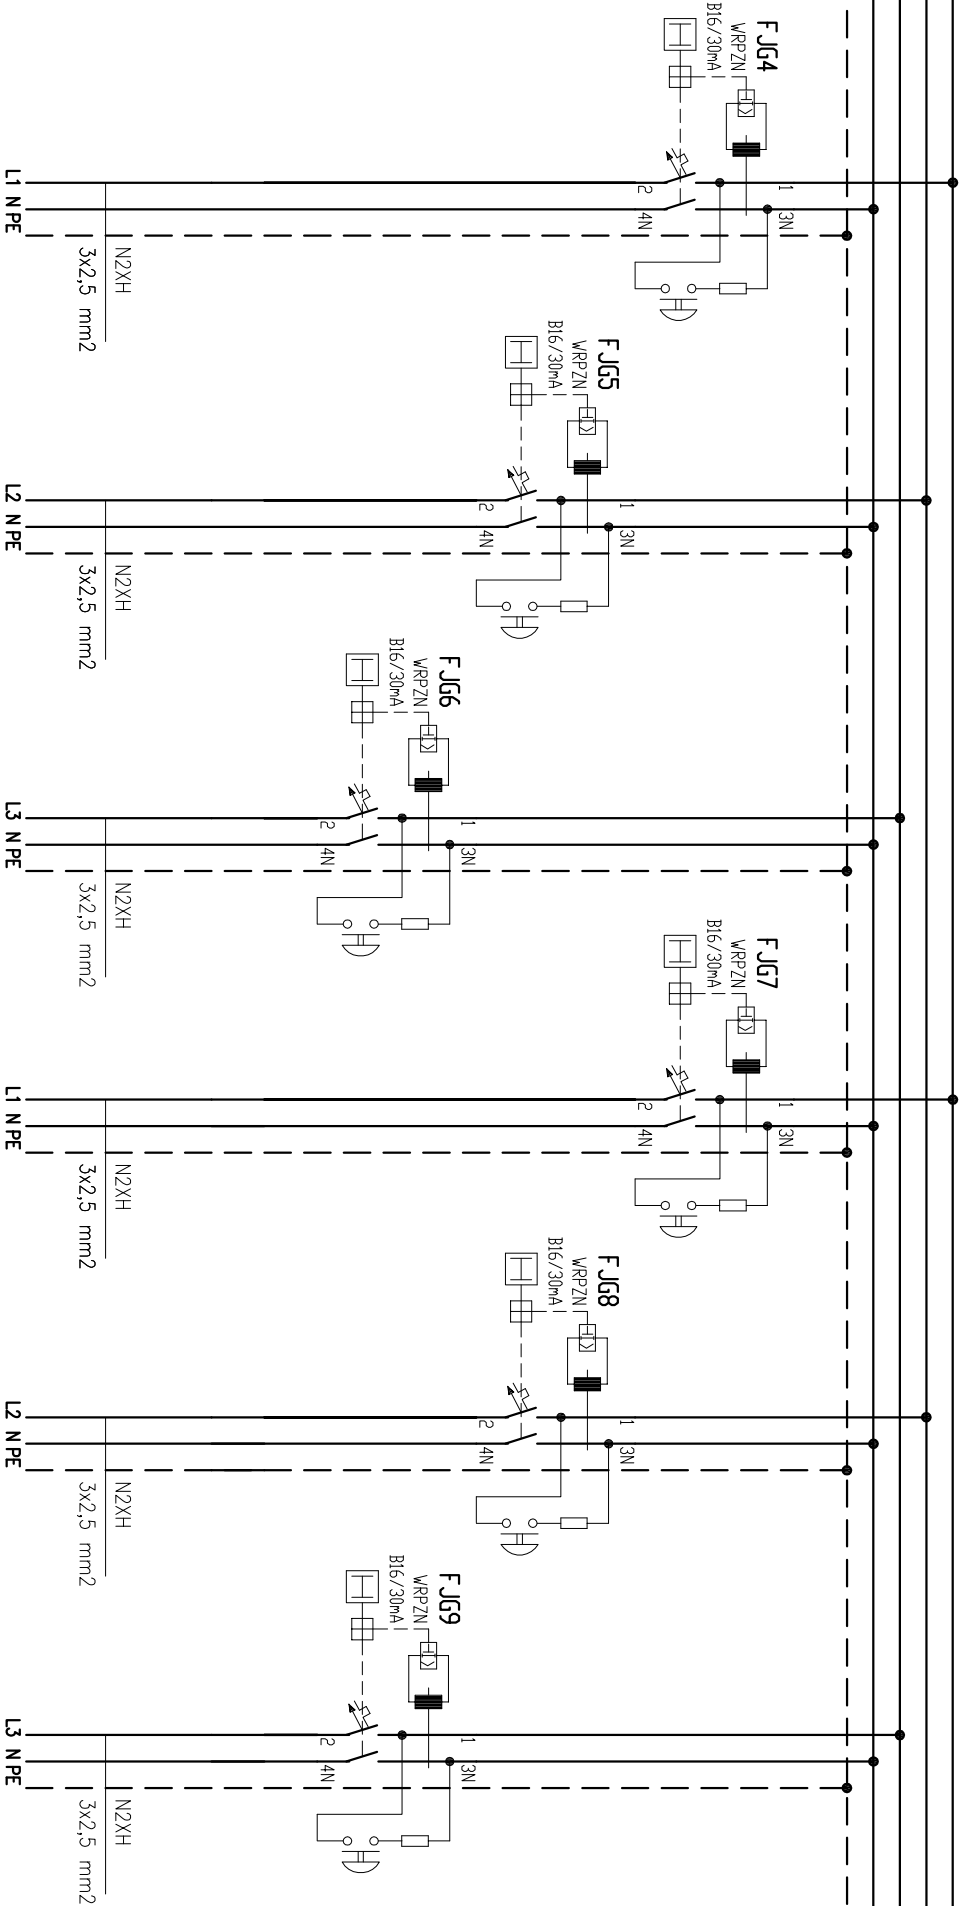 FJG4
WRPZN
B16/30mA
1
3N
2
4N
L1 N PE
N2XH
3x2,5 mm2
FJG5
WRPZN
B16/30mA
1
3N
2
4N
L2 N PE
N2XH
3x2,5 mm2
FJG6
WRPZN
B16/30mA
1
3N
2
4N
L3 N PE
N2XH
3x2,5 mm2
FJG7
WRPZN
B16/30mA
1
3N
2
4N
L1 N PE
N2XH
3x2,5 mm2
FJG8
WRPZN
B16/30mA
1
3N
2
4N
L2 N PE
N2XH
3x2,5 mm2
FJG9
WRPZN
B16/30mA
1
3N
2
4N
L3 N PE
N2XH
3x2,5 mm2